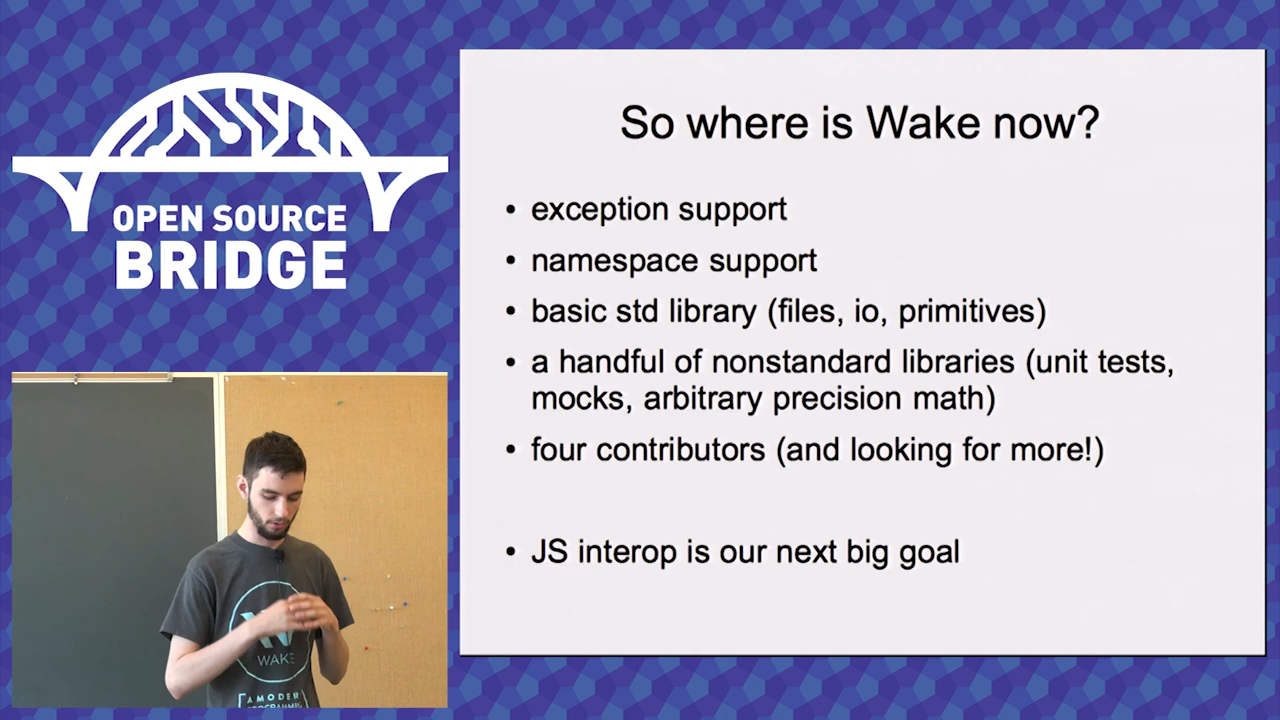 OPEN SOURCE
BRIDGE
So where is Wake now?
• exception support
• namespace support
• basic std library (files, io, primitives)
• a handful of nonstandard libraries (unit tests,
mocks, arbitrary precision math)
• four contributors (and looking for more!)
• JS interop is our next big goal
WAKE